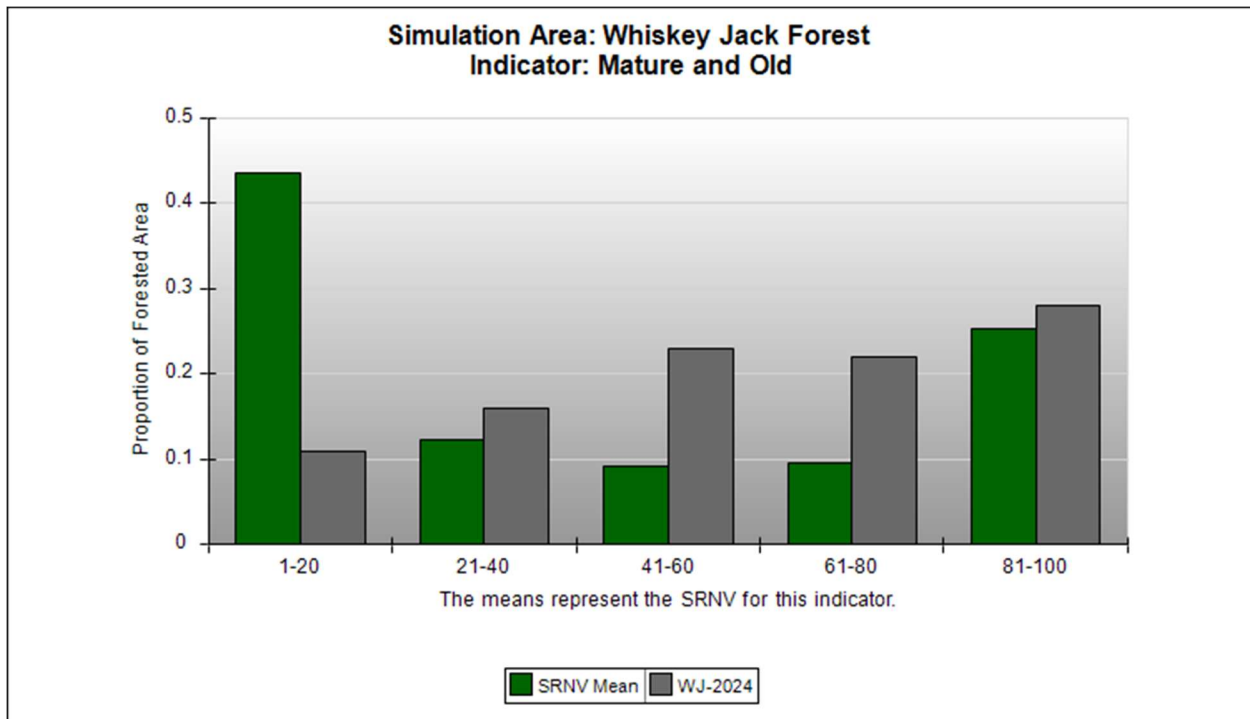 Simulation Area: Whiskey Jack Forest
Indicator: Mature and Old
Proportion of Forested Area
0.5
0.4
0.3
0.2
0.1
0
1-20 21-40 41-60 61-80 81-100
The means represent the SRNV for this indicator.
SRNV Mean WJ-2024